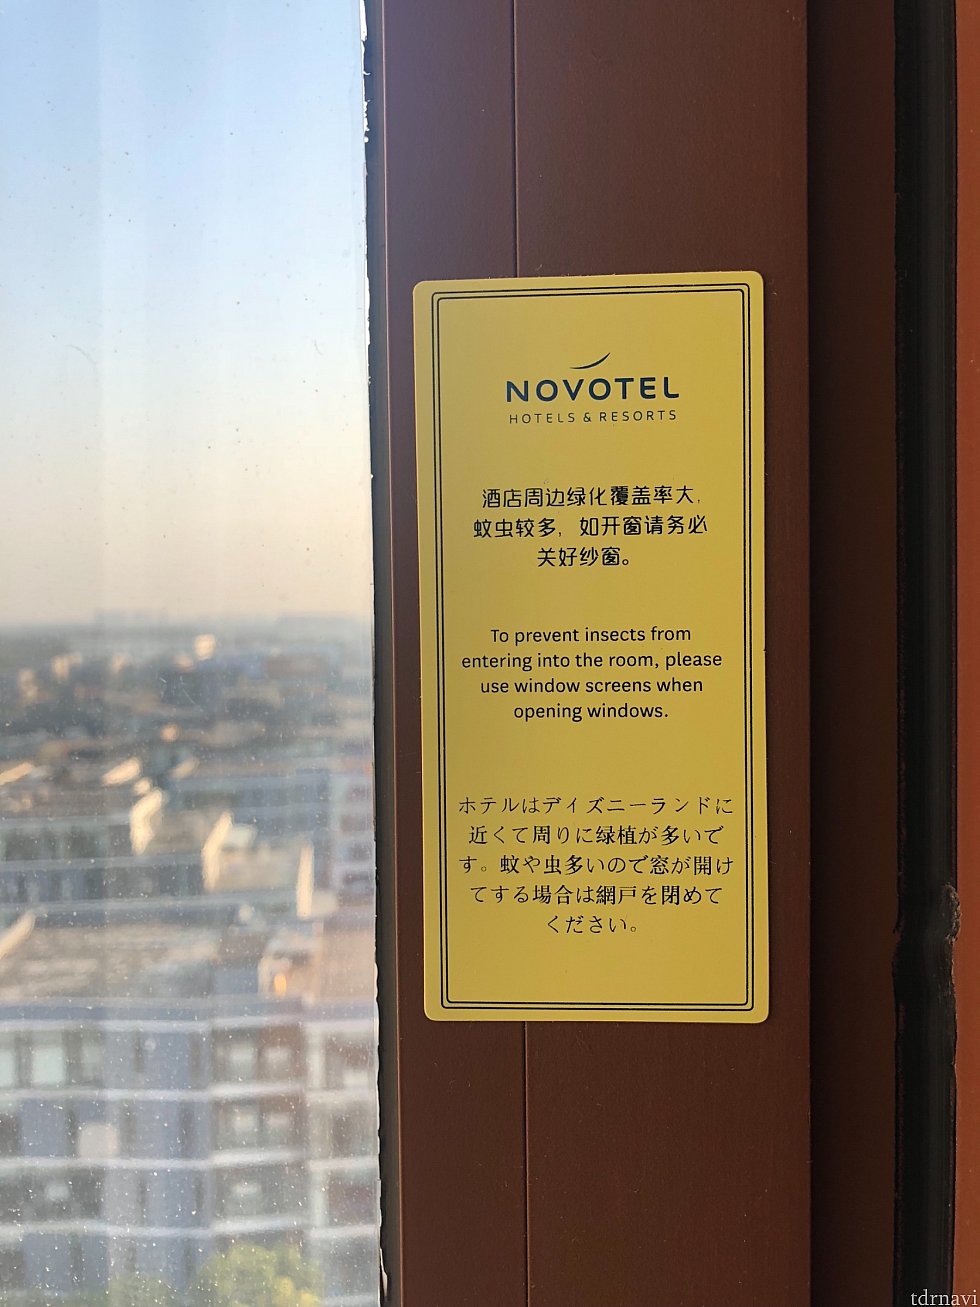 NOVOTEL
HOTELS & RESORTS
酒店周边绿化覆盖率大,
蚊虫较多, 如开窗请务必
关好纱窗。
To prevent insects from
entering into the room, please
use window screens when
opening windows.
ホテルはデイズニーランドに
近くて周りに绿植が多いで
す。蚊や虫多いので窓が開け
てする場合は網戸を閉めて
ください。
tdrnavi